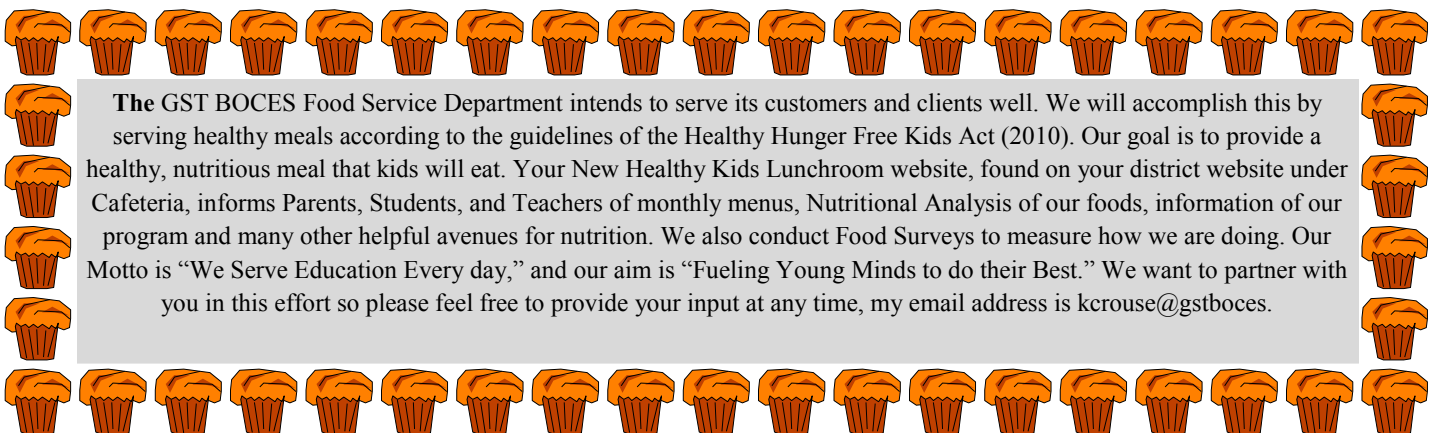 The GST BOCES Food Service Department intends to serve its customers and clients well. We will accomplish this by
serving healthy meals according to the guidelines of the Healthy Hunger Free Kids Act (2010). Our goal is to provide a
healthy, nutritious meal that kids will eat. Your New Healthy Kids Lunchroom website, found on your district website under
Cafeteria, informs Parents, Students, and Teachers of monthly menus, Nutritional Analysis of our foods, information of our
program and many other helpful avenues for nutrition. We also conduct Food Surveys to measure how we are doing. Our
Motto is “We Serve Education Every day,” and our aim is “Fueling Young Minds to do their Best.” We want to partner with
you in this effort so please feel free to provide your input at any time, my email address is kcrouse@gstboces.